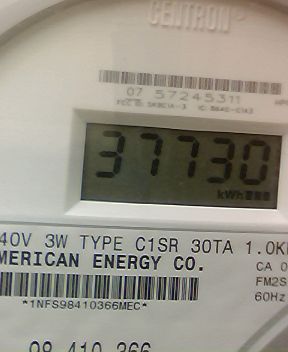 CENTRON®
07 57245311
37730
kWh
40V 3W TYPE C1SR 30TA 1.0K
MERICAN ENERGY CO.
CA 0
FM2S
60Hz
*1NFS98410366MEC*
98 410 366